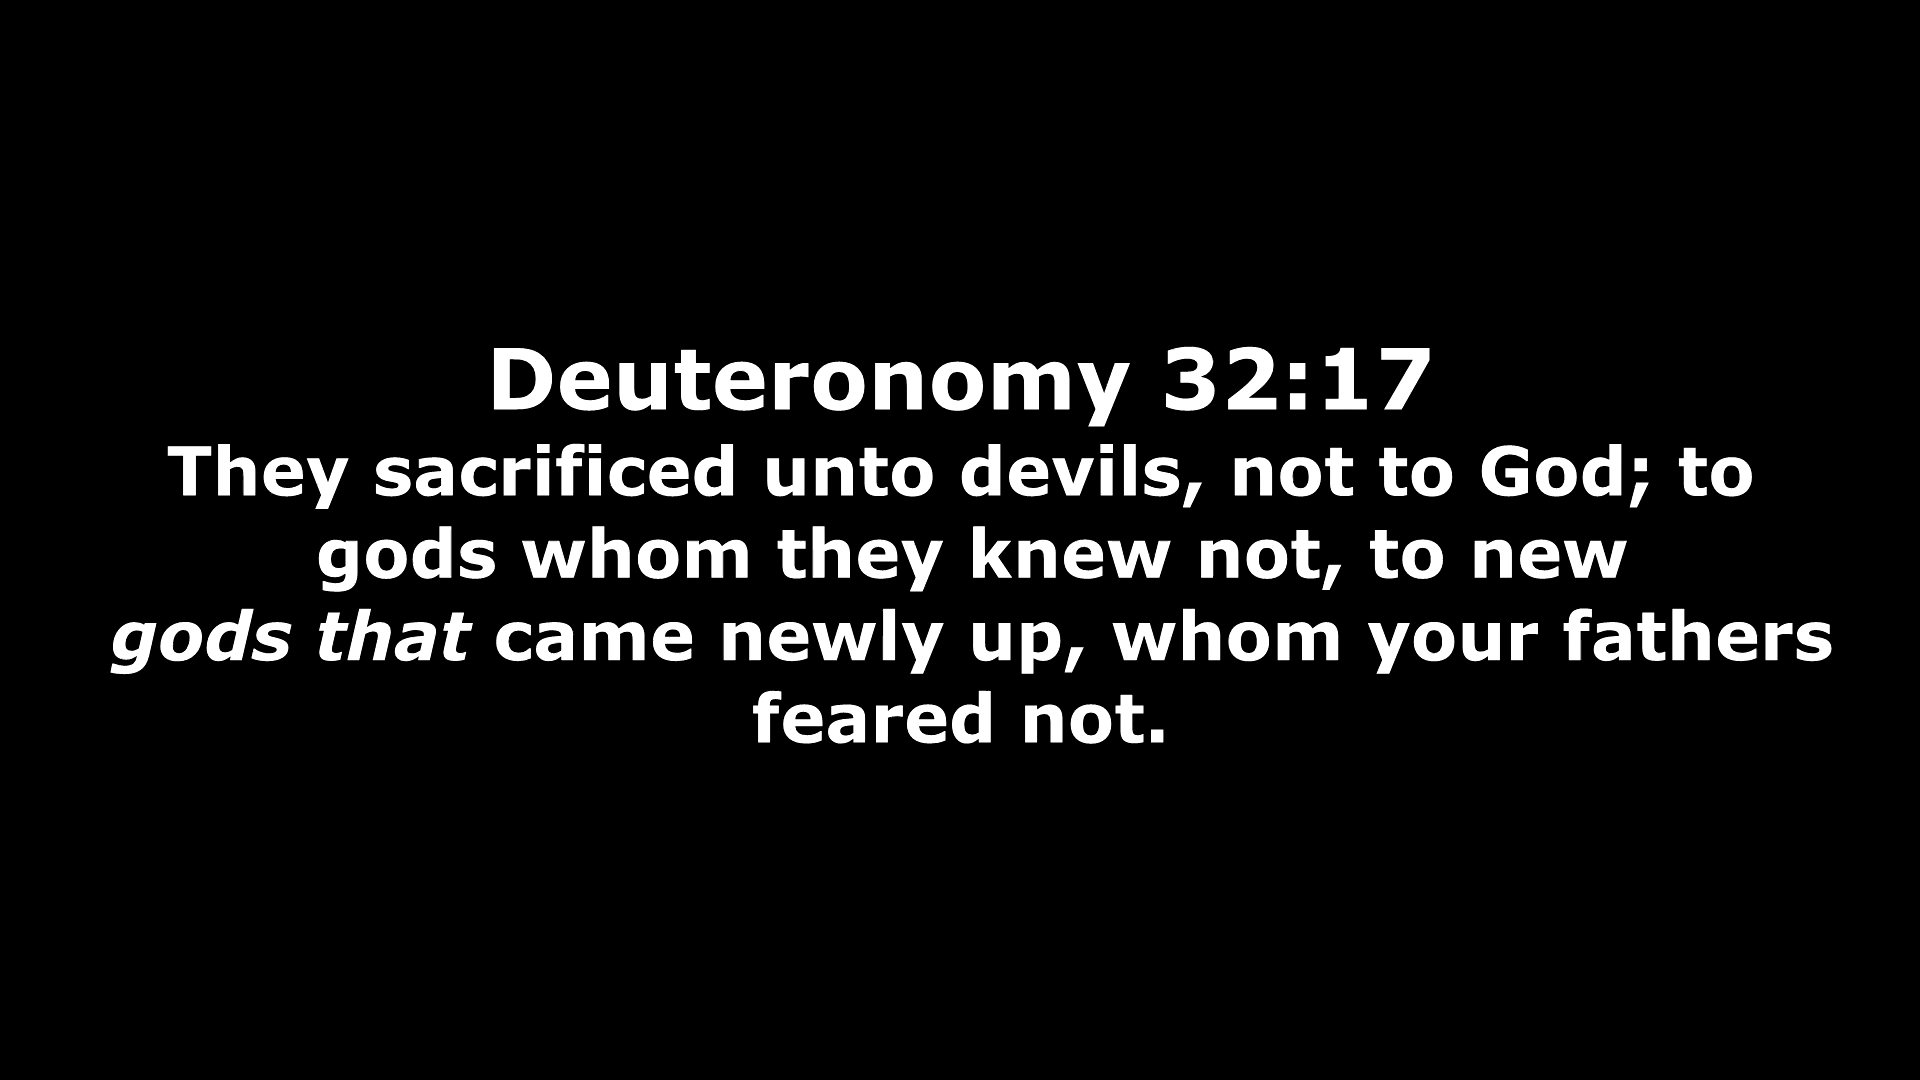 Deuteronomy 32:17
They sacrificed unto devils, not to God; to
gods whom they knew not, to new
gods that came newly up, whom your fathers
feared not.